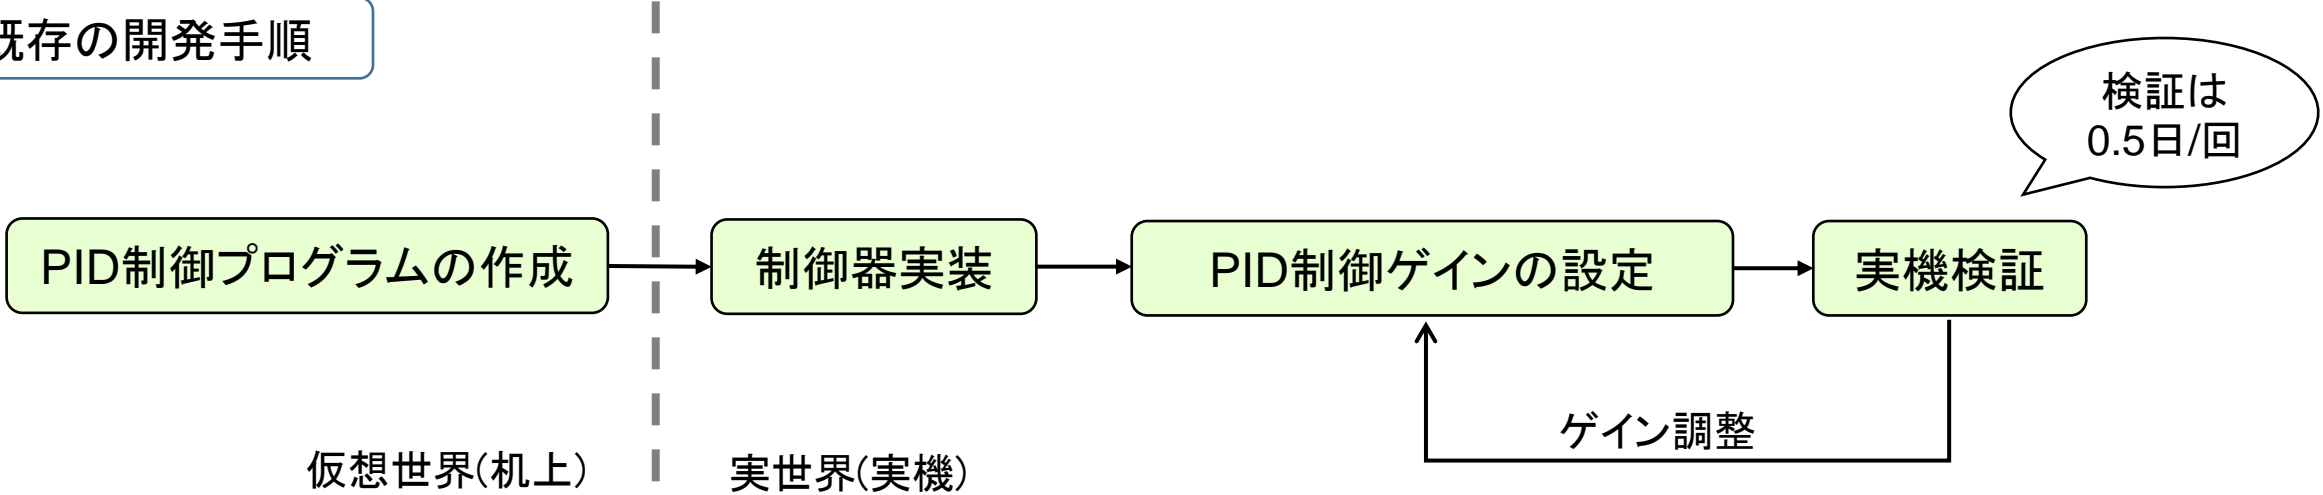 既存の開発手順
検証は
0.5日/回
PID制御プログラムの作成
制御器実装
PID制御ゲインの設定
実機検証
ゲイン調整
仮想世界(机上)
実世界(実機)